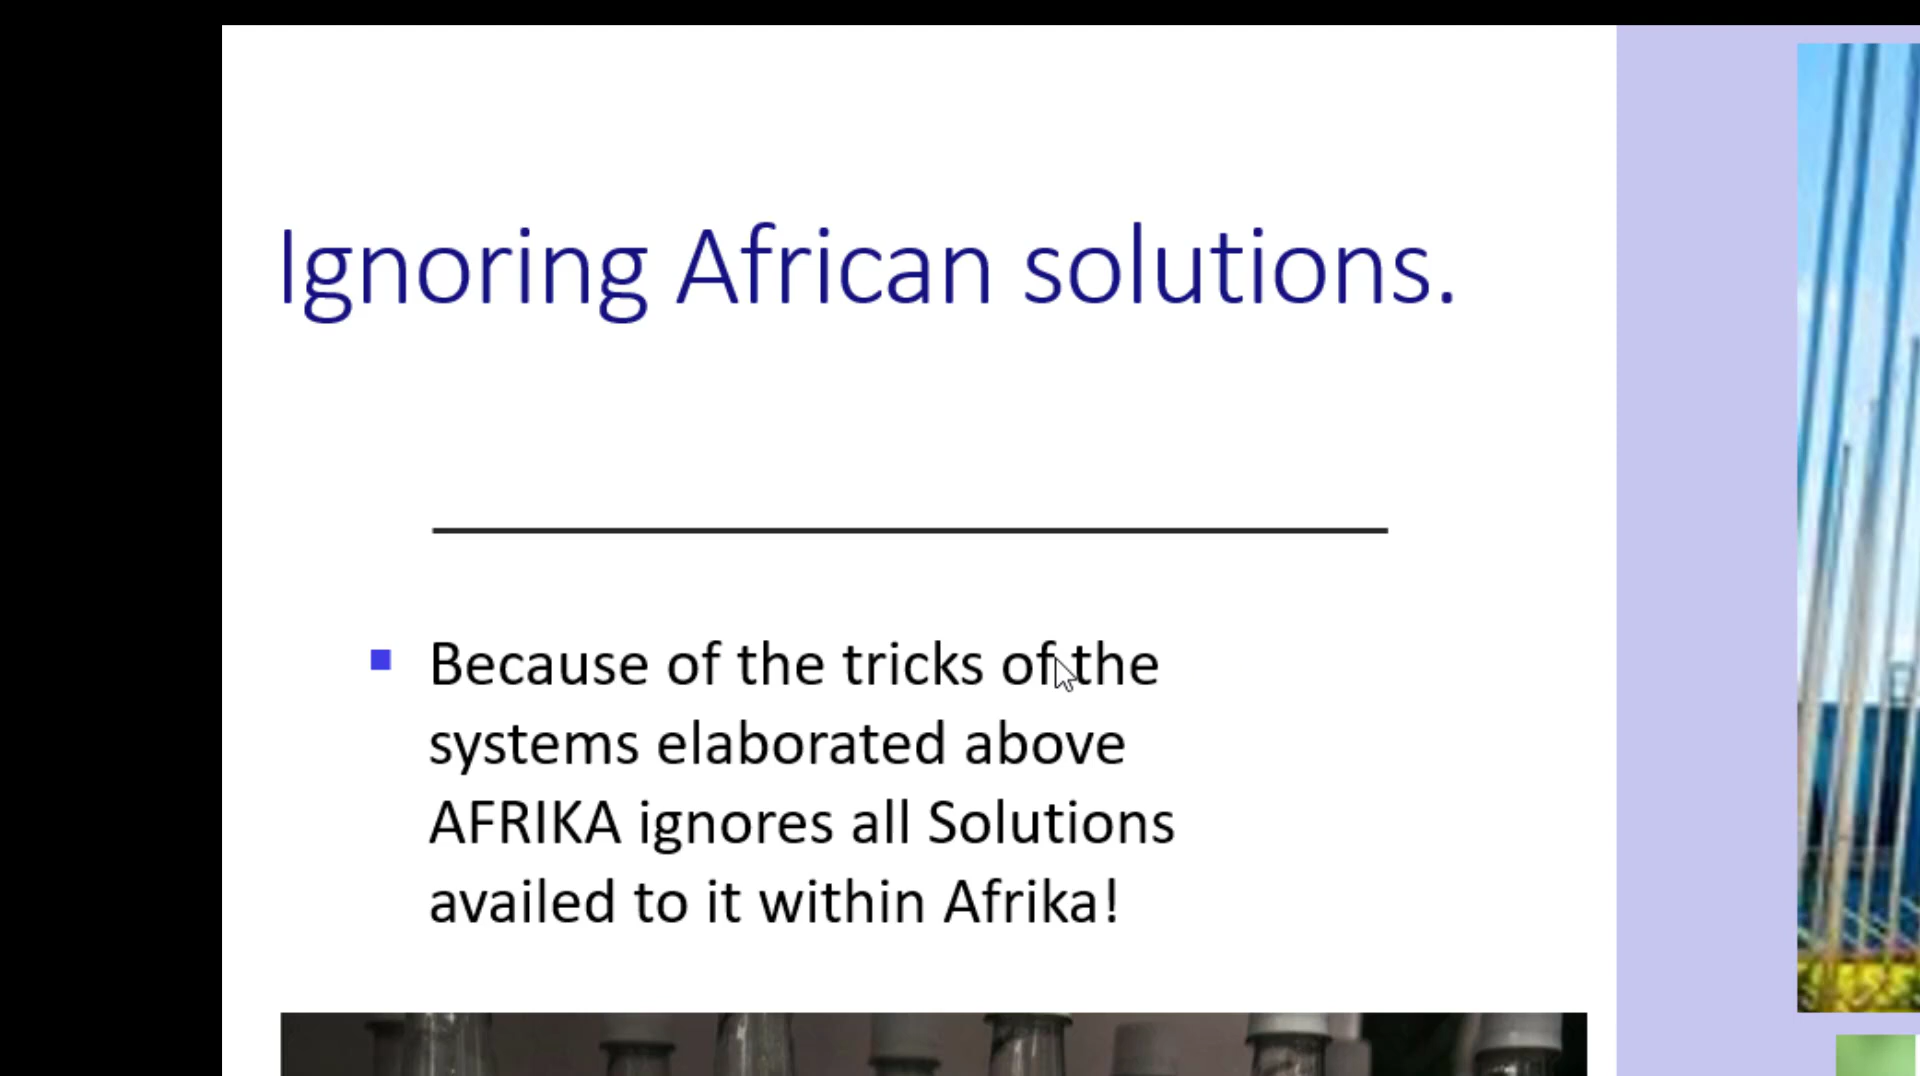 Ignoring African solutions.
Because of the tricks of the
systems elaborated above
AFRIKA ignores all Solutions
availed to it within Afrika!